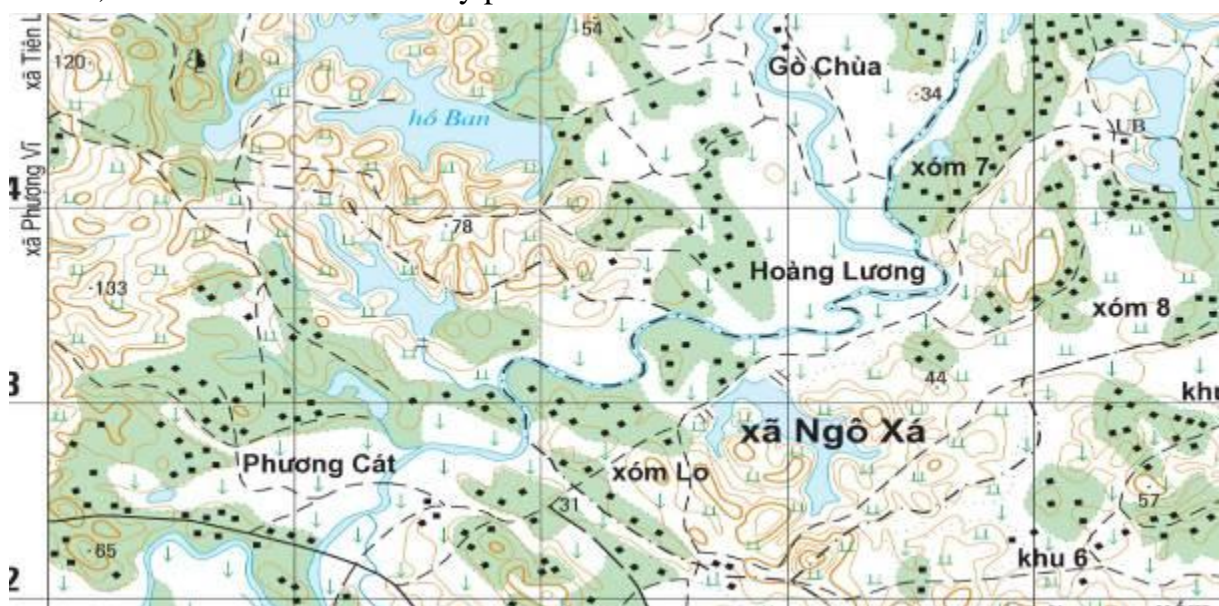 xã Tiên L
120
54
Gò Chùa
34
hồ Ban
UB
xóm 7
4
xã Phương Vĩ
78
Hoàng Lương
133
xóm 8
44
3
khu
xã Ngô Xá
Phương Cát
xóm Lo
31
57
65
khu 6
2